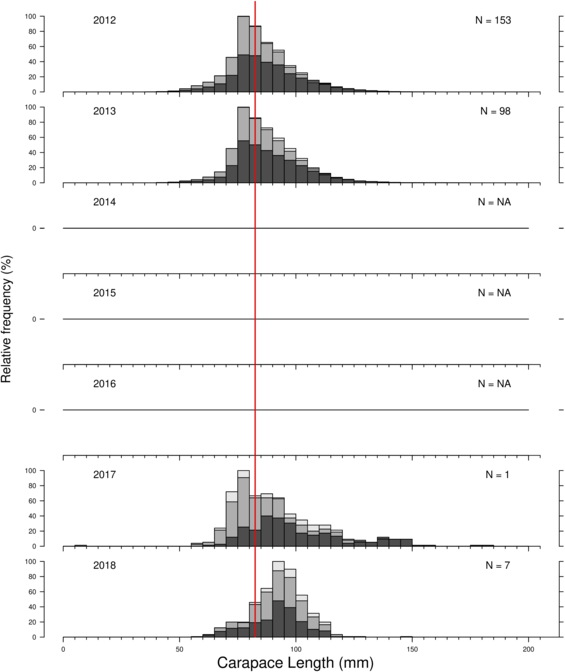 Relative frequency (%)
2012 N = 153
100
80
60
40
20
0
2013 N = 98
100
80
60
40
20
0
2014 N = NA
0
2015 N = NA
0
2016 N = NA
0
2017 N = 1
100
80
60
40
20
0
2018 N = 7
100
80
60
40
20
0
0 50 100 150 200
Carapace Length (mm)